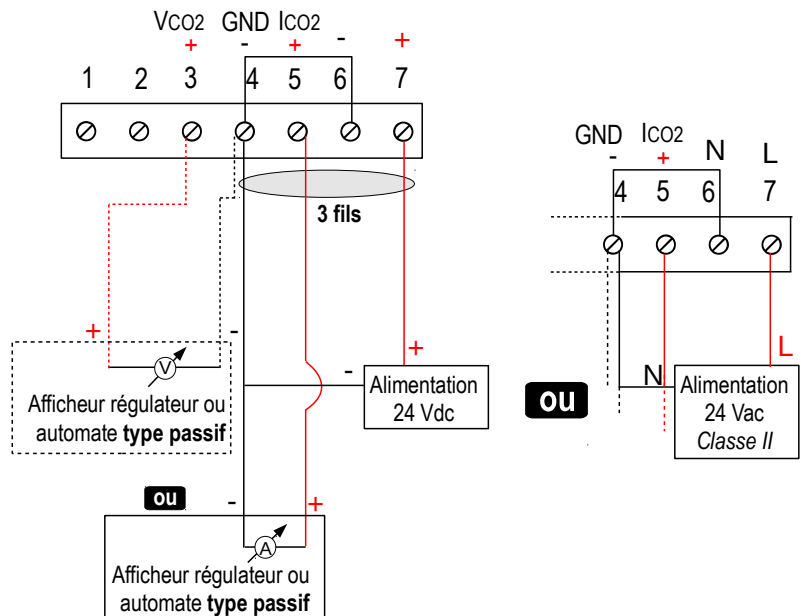 VCO2 GND ICO2
+ - + - +
1 2 3 4 5 6 7
3 fils
+
-
V
Afficheur régulateur ou
automate type passif
-
+
Alimentation
24 Vdc
ou
-
+
A
Afficheur régulateur ou
automate type passif
ou
GND ICO2 N L
- +
4 5 6 7
L
N
Alimentation
24 Vac
Classe II